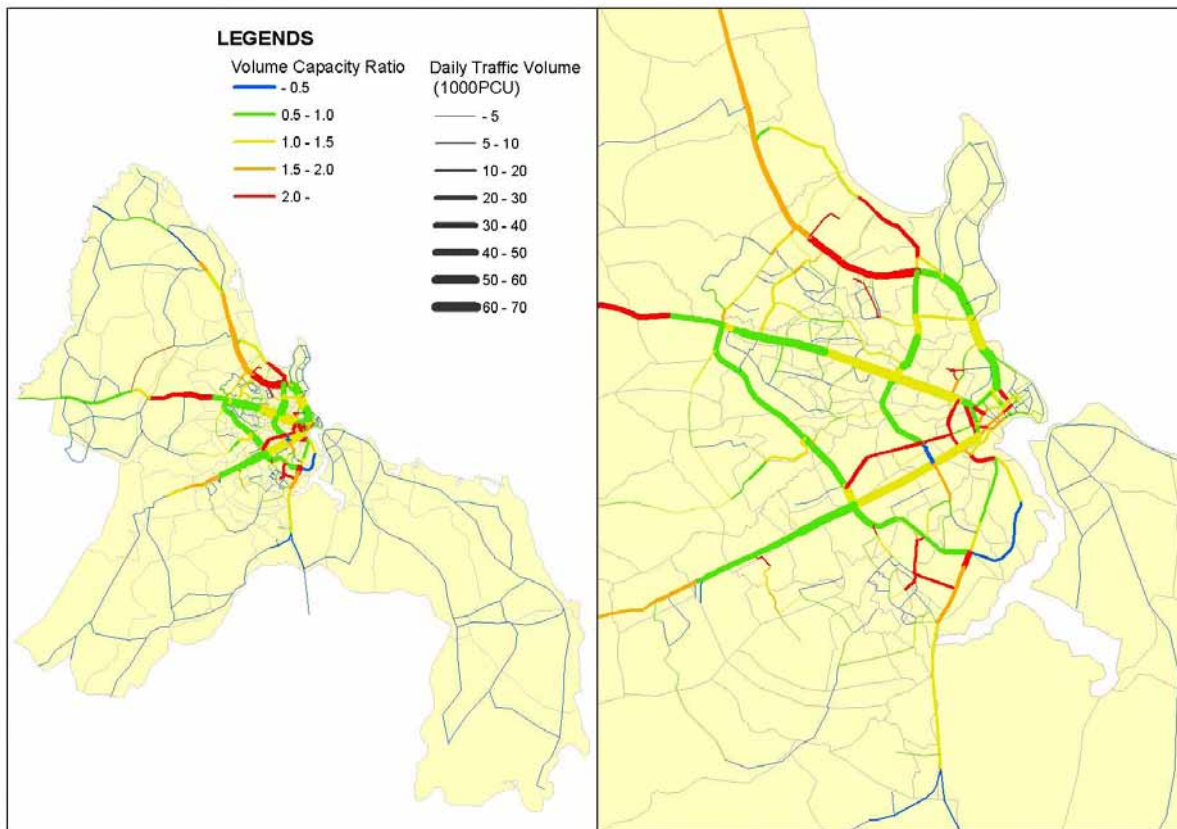 LEGENDS
Volume Capacity Ratio
- 0.5
0.5 - 1.0
1.0 - 1.5
1.5 - 2.0
2.0 -
Daily Traffic Volume
(1000PCU)
- 5
5 - 10
10 - 20
20 - 30
30 - 40
40 - 50
50 - 60
60 - 70